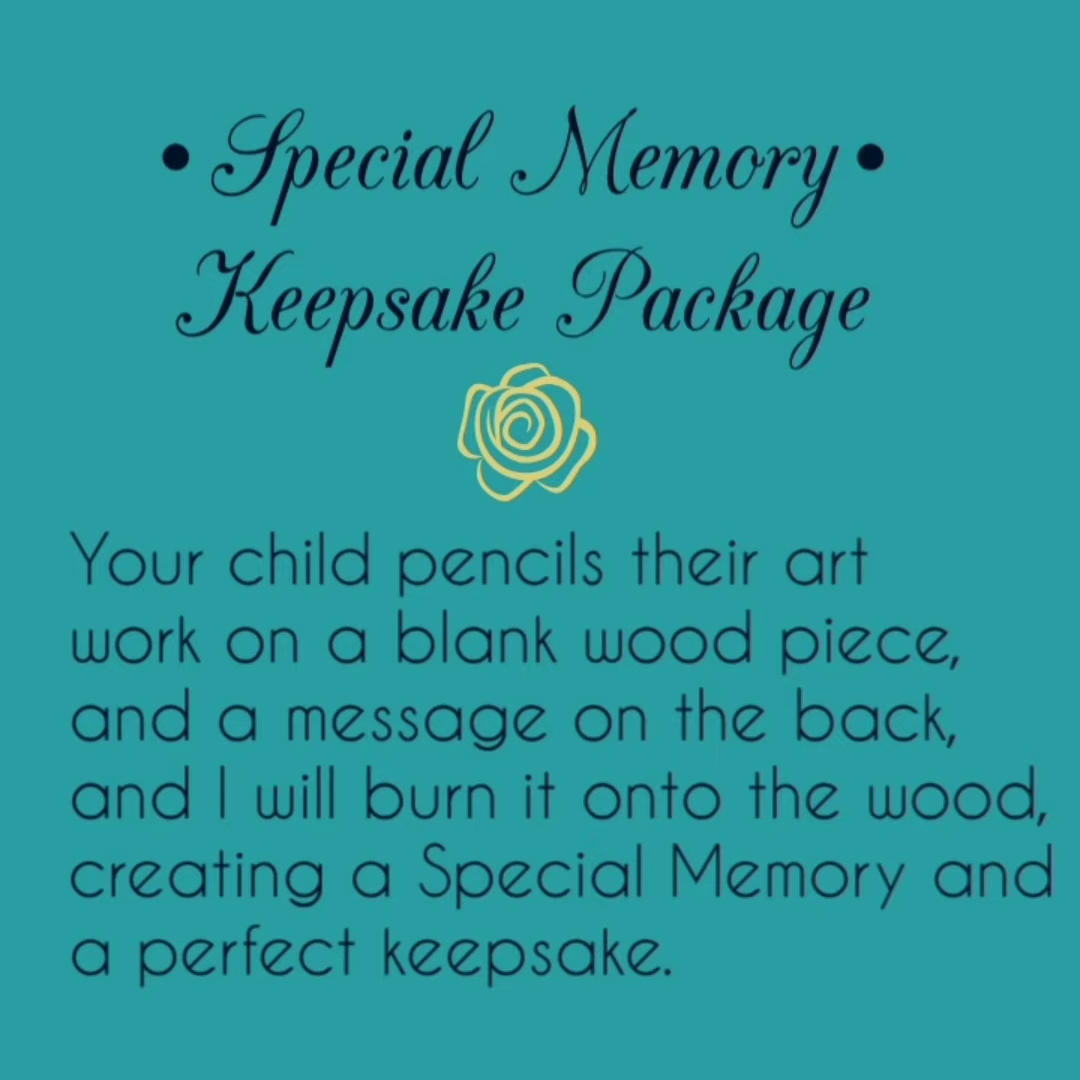 • Special Memory •
Keepsake Package
Your child pencils their art
work on a blank wood piece,
and a message on the back,
and I will burn it onto the wood,
creating a Special Memory and
a perfect keepsake.